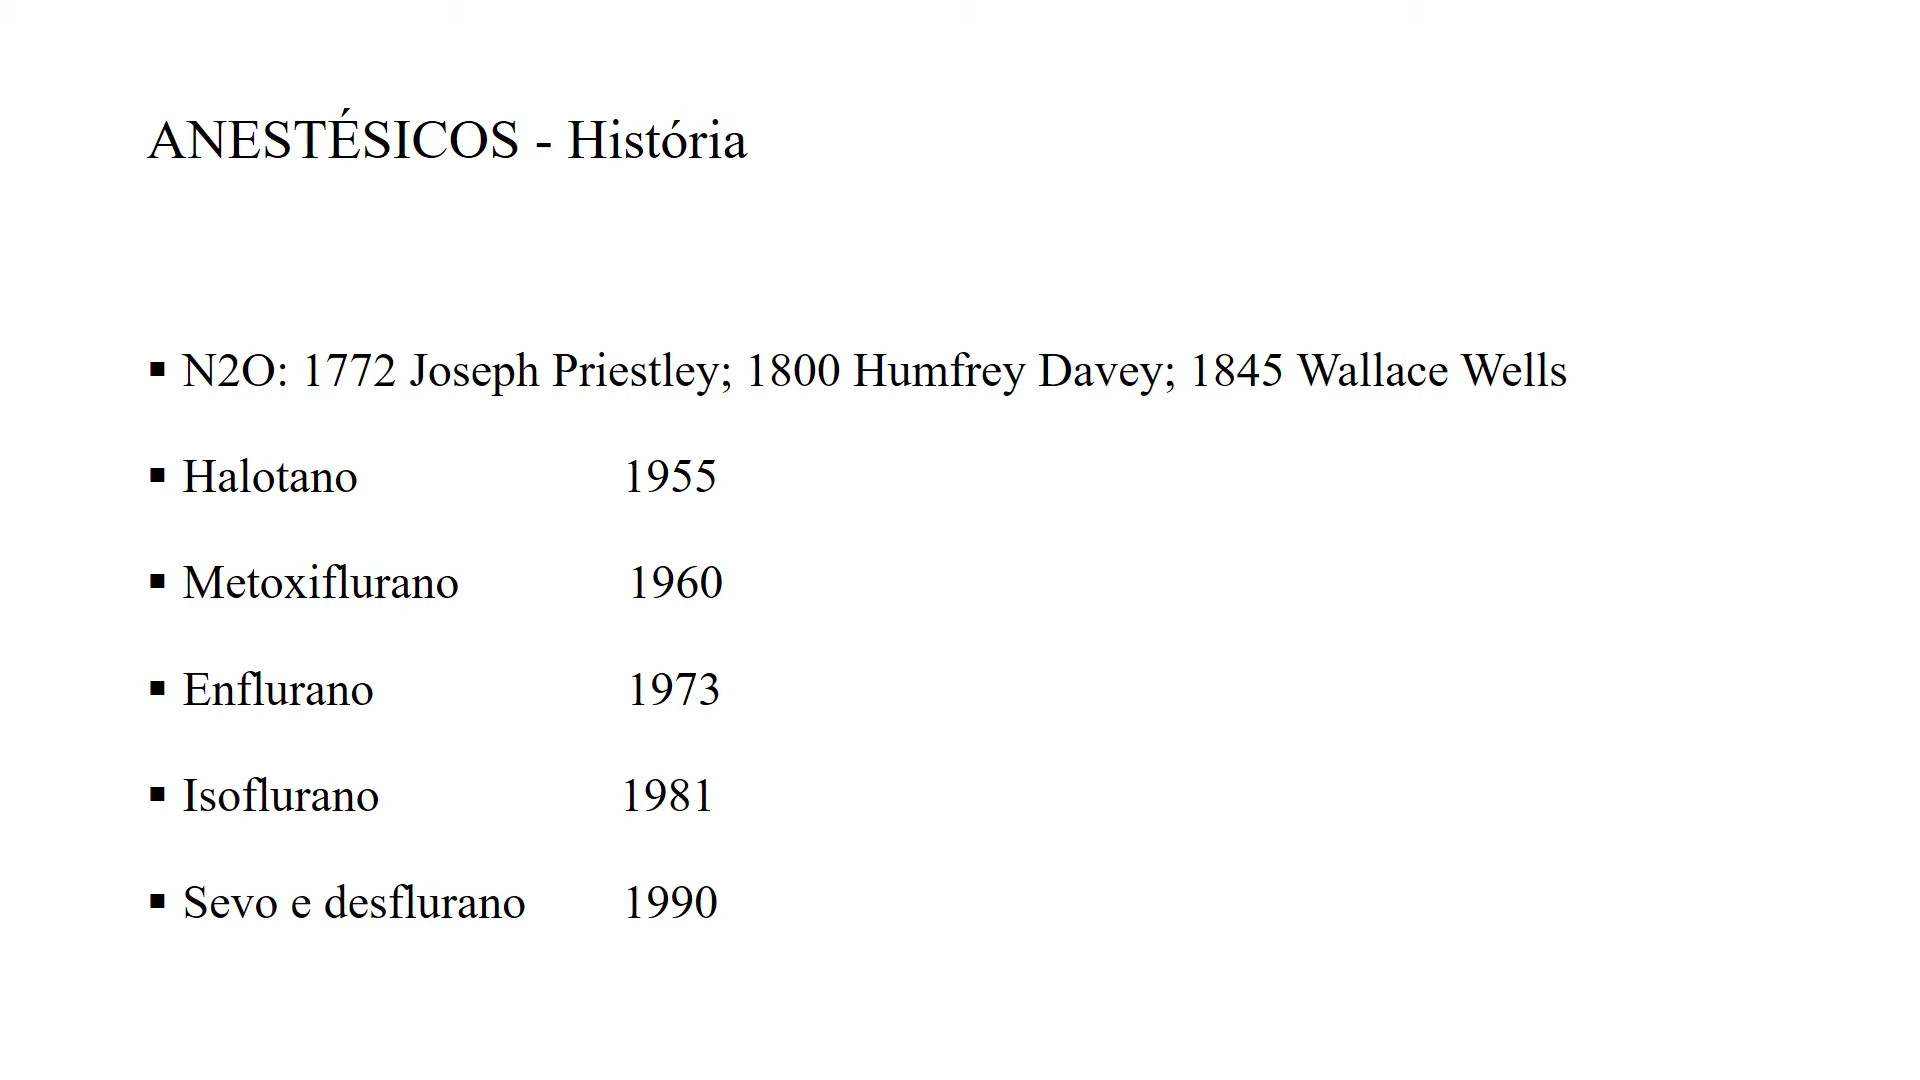 ANESTÉSICOS - História
▪ N2O: 1772 Joseph Priestley; 1800 Humfrey Davey; 1845 Wallace Wells
▪ Halotano 1955
▪ Metoxiflurano 1960
▪ Enflurano 1973
▪ Isoflurano 1981
▪ Sevo e desflurano 1990